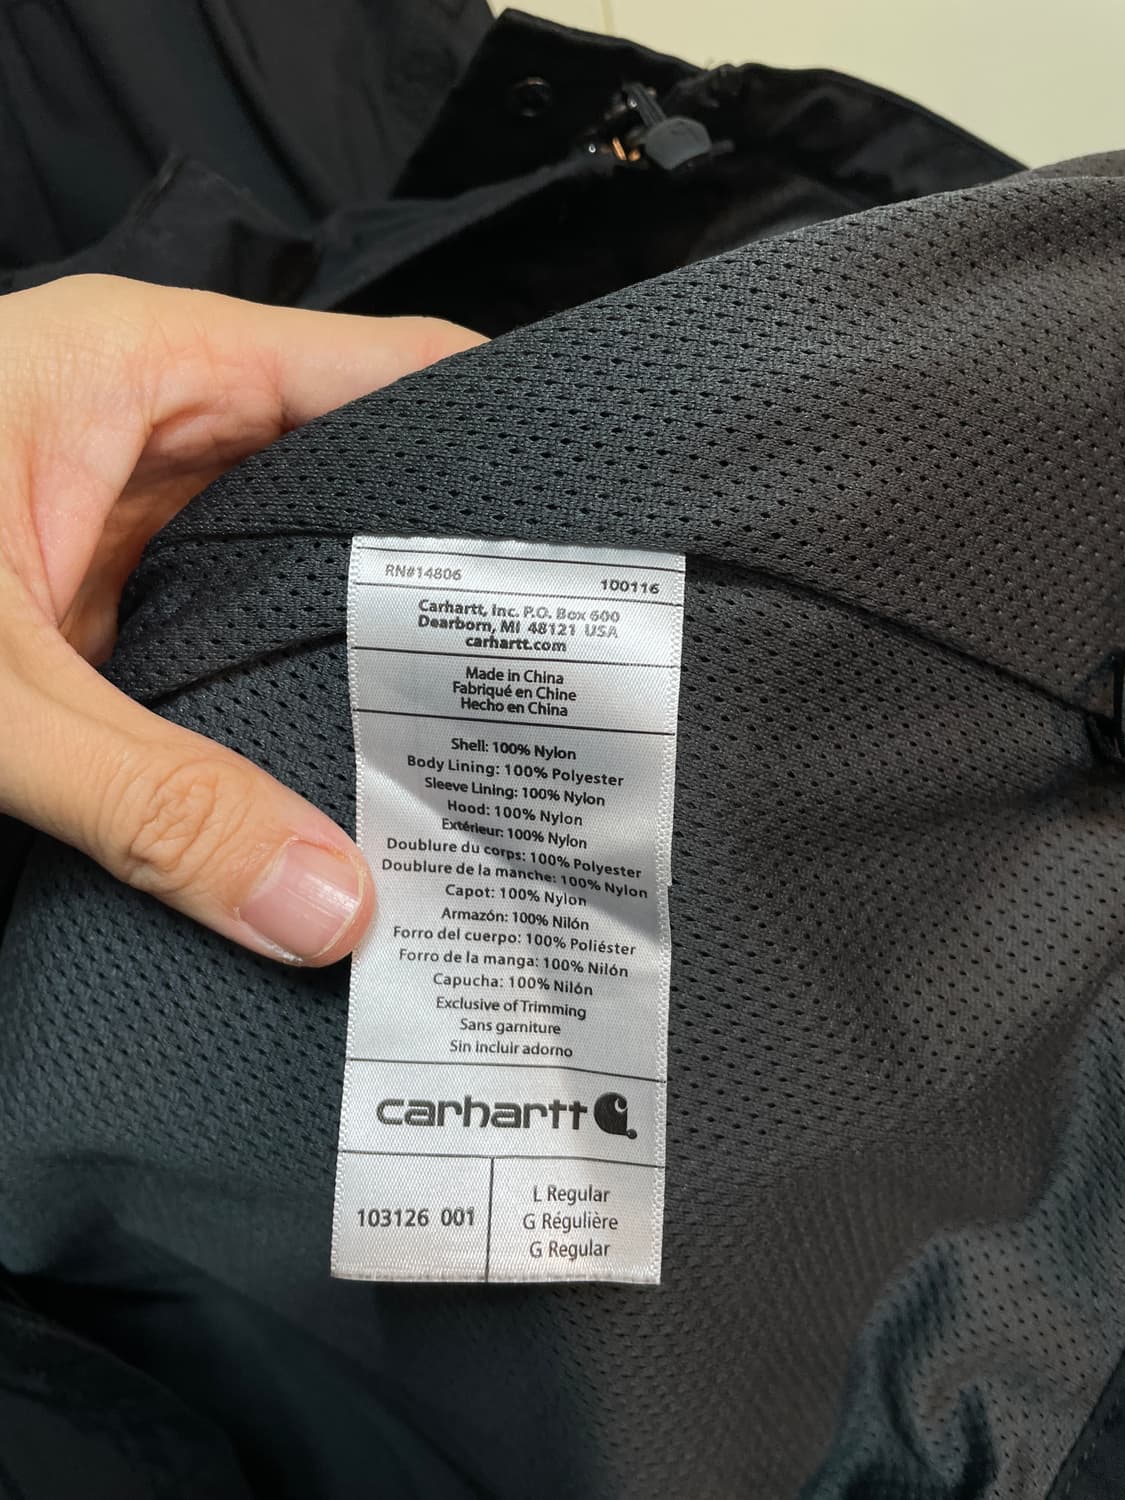 RN#14806 100116
Carhartt, Inc. P.O. Box 600
Dearborn, MI 48121 USA
carhartt.com
Made in China
Fabriqué en Chine
Hecho en China
Shell: 100% Nylon
Body Lining: 100% Polyester
Sleeve Lining: 100% Nylon
Hood: 100% Nylon
Extérieur: 100% Nylon
Doublure du corps: 100% Polyester
Doublure de la manche: 100% Nylon
Capot: 100% Nylon
Armazón: 100% Nilón
Forro del cuerpo: 100% Poliéster
Forro de la manga: 100% Nilón
Capucha: 100% Nilón
Exclusive of Trimming
Sans garniture
Sin incluir adorno
carhartt
103126 001
L Regular
G Régulière
G Regular